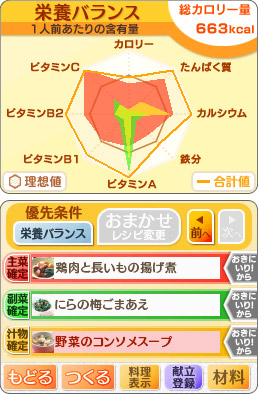 栄養バランス
1人前あたりの含有量
総カロリー量
663kcal
カロリー
ビタミンC
たんぱく質
ビタミンB2
カルシウム
ビタミンB1
鉄分
ビタミンA
理想値
合計値
優先条件
栄養バランス
おまかせ
レシピ変更
前へ
次へ
主菜
確定
鶏肉と長いもの揚げ煮
おきに
いり!
から
副菜
確定
にらの梅ごまあえ
おきに
いり!
から
汁物
確定
野菜のコンソメスープ
おきに
いり!
から
もどる
つくる
料理
表示
献立
登録
材料